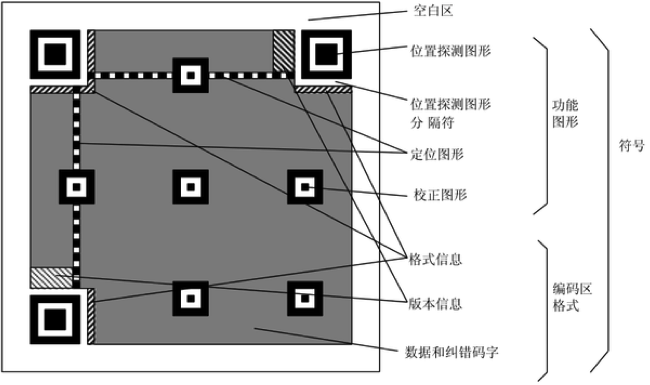 空白区
位置探测图形
位置探测图形
分 隔符
定位图形
校正图形
格式信息
版本信息
数据和纠错码字
功能
图形
编码区
格式
符号